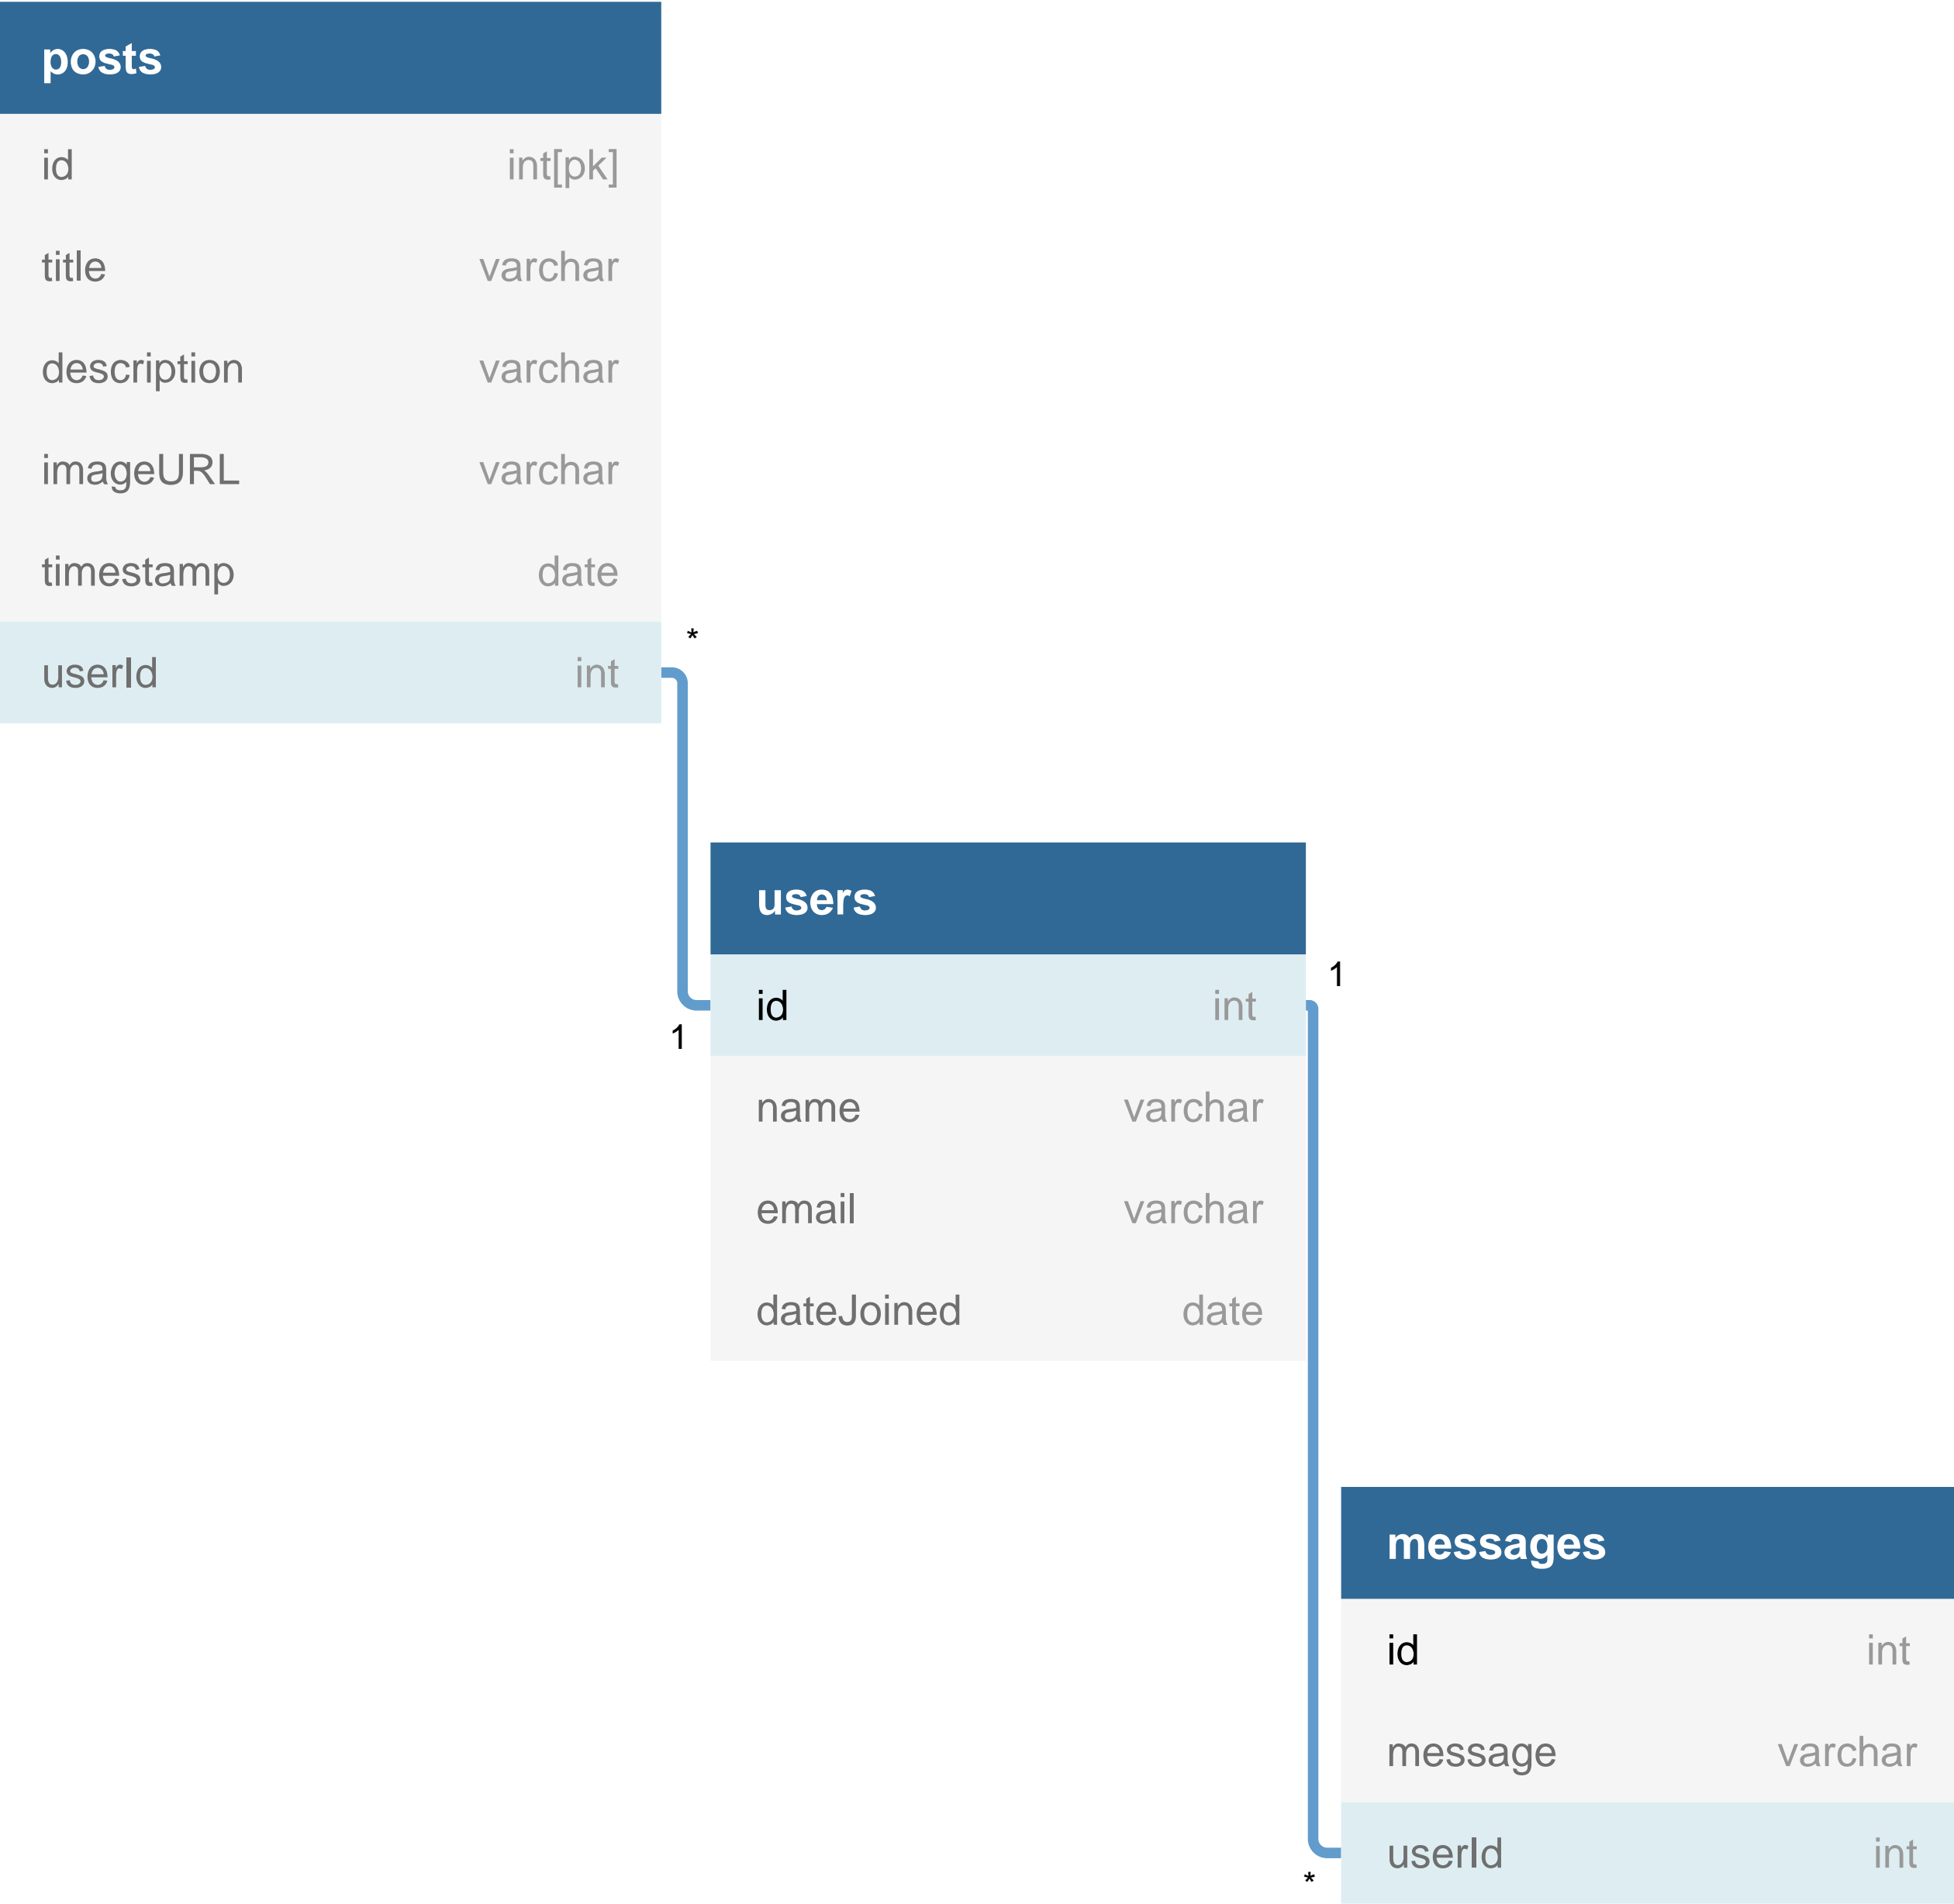 posts
id int[pk]
title varchar
description varchar
imageURL varchar
timestamp date
*
userId int
users
1
id int
1
name varchar
email varchar
dateJoined date
messages
id int
message varchar
userId int
*